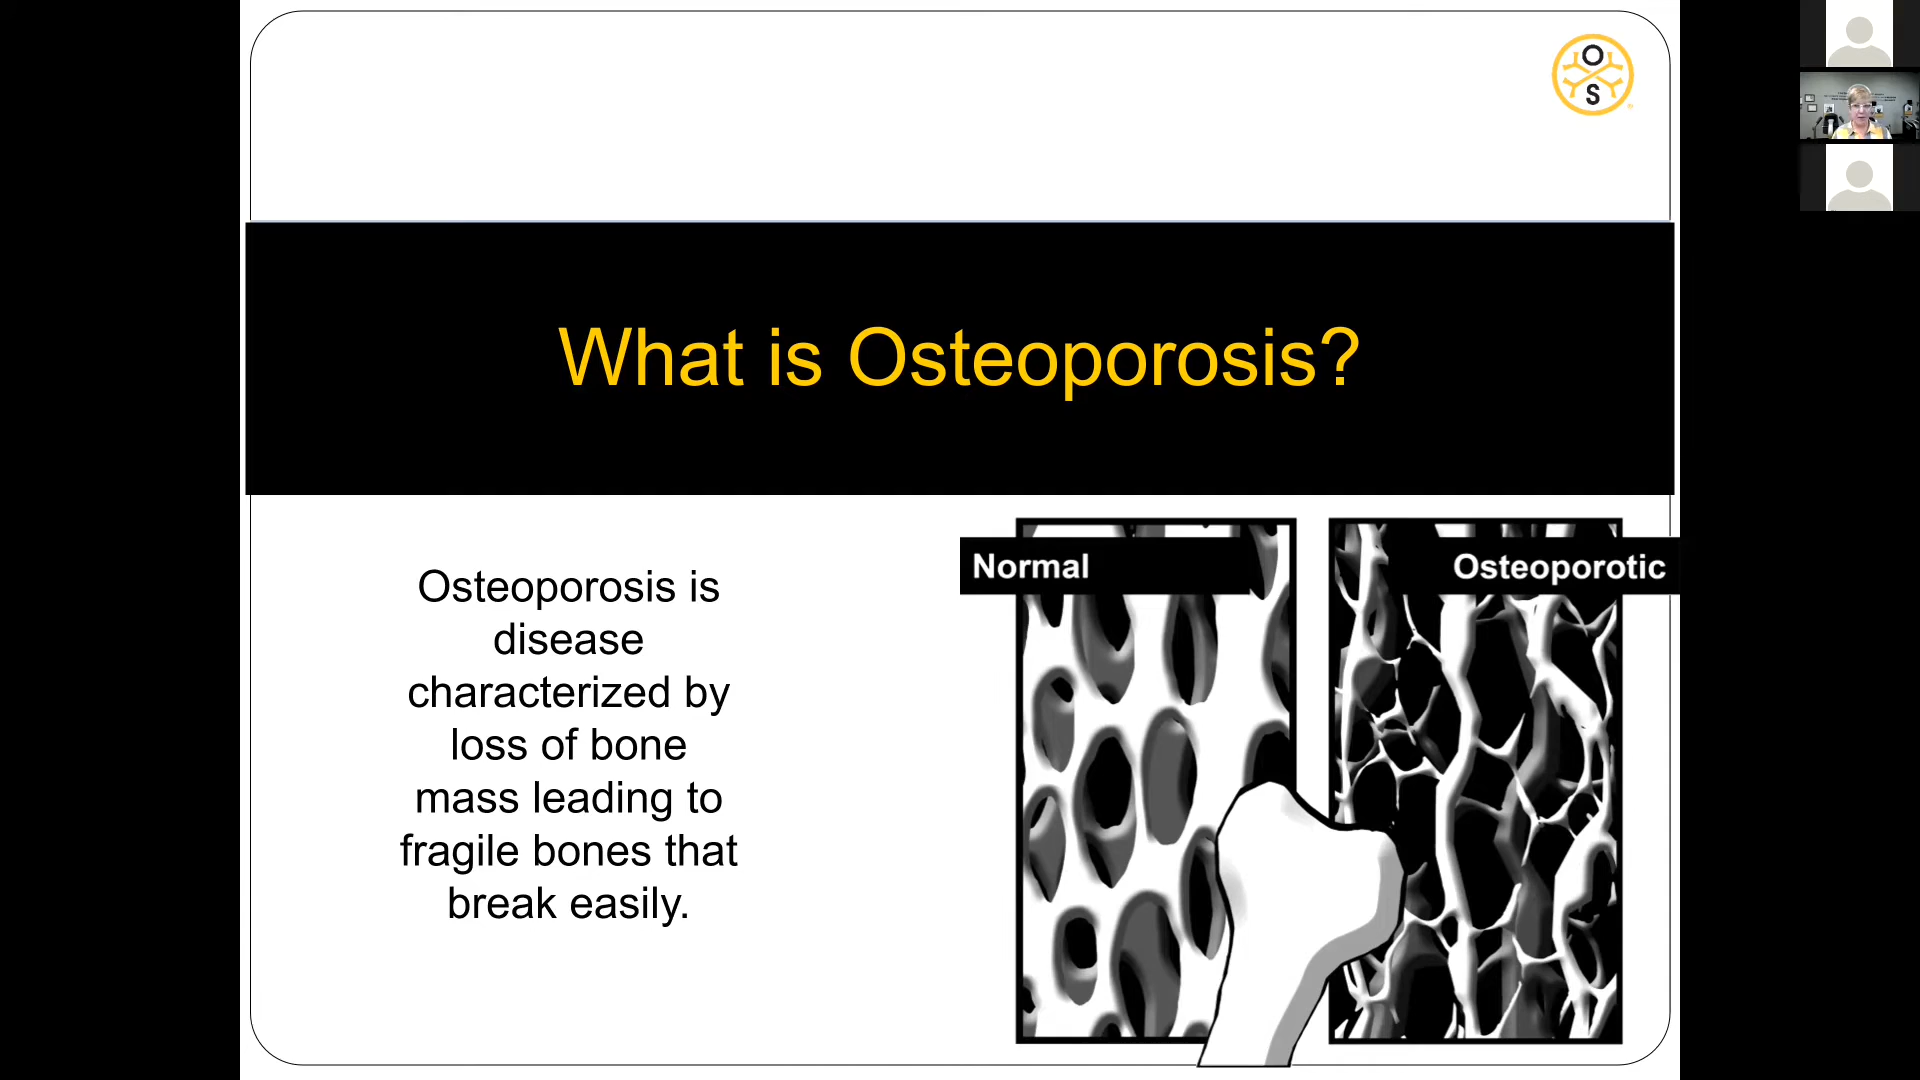 O
S
What is Osteoporosis?
Osteoporosis is
disease
characterized by
loss of bone
mass leading to
fragile bones that
break easily.
Normal
Osteoporotic